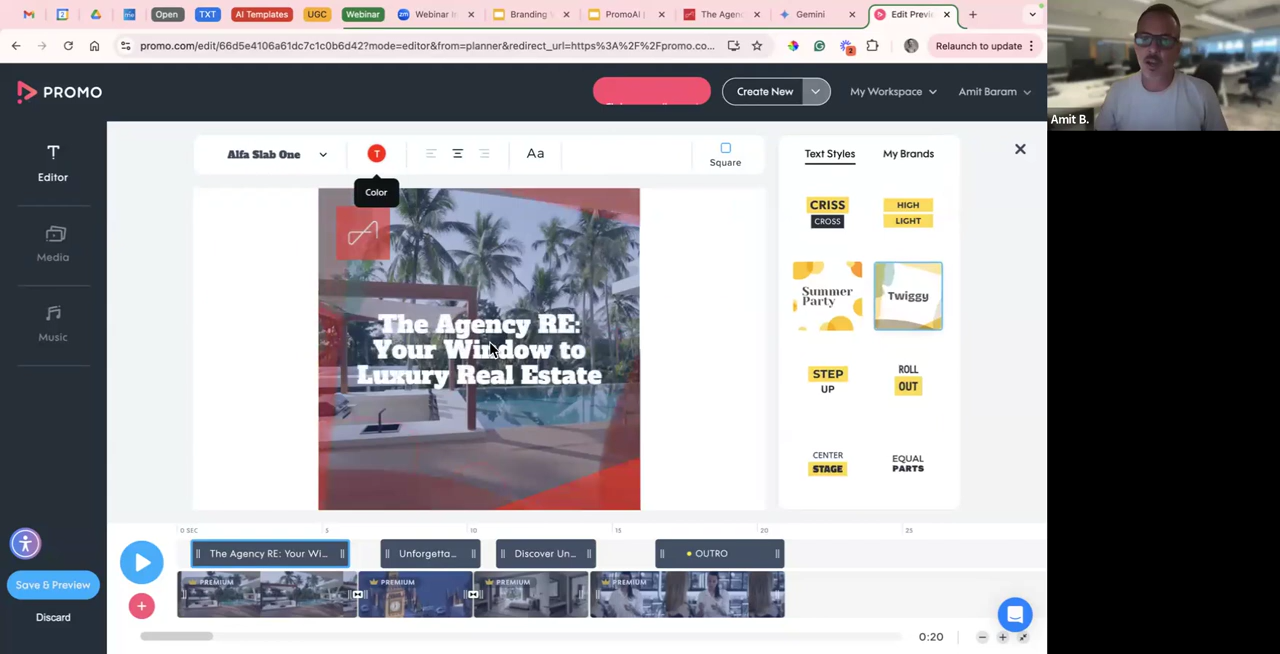 Open
TXT
AI Templates
UGC
Webinar
Webinar
Branding
PromoAI
The Agen
Gemini
Edit Previ
promo.com/edit/66d5e4106a61dc7c1c0b6d42?mode=editor&from=planner&redirect_url=https%3A%2F%2Fpromo.co...
2
Relaunch to update
Amit B.
PROMO
Create New
My Workspace
Amit Baram
Editor
Media
Music
Save & Preview
Discard
Alfa Slab One
T
Aa
Square
Color
The Agency RE:
Your Window to
Luxury Real Estate
Text Styles
My Brands
CRISS
CROSS
HIGH
LIGHT
Summer
Party
Twiggy
STEP
UP
ROLL
OUT
CENTER
STAGE
EQUAL
PARTS
0 SEC
5
10
15
20
25
The Agency RE: Your Wi...
Unforgetta...
Discover Un...
OUTRO
PREMIUM
PREMIUM
PREMIUM
PREMIUM
0:20